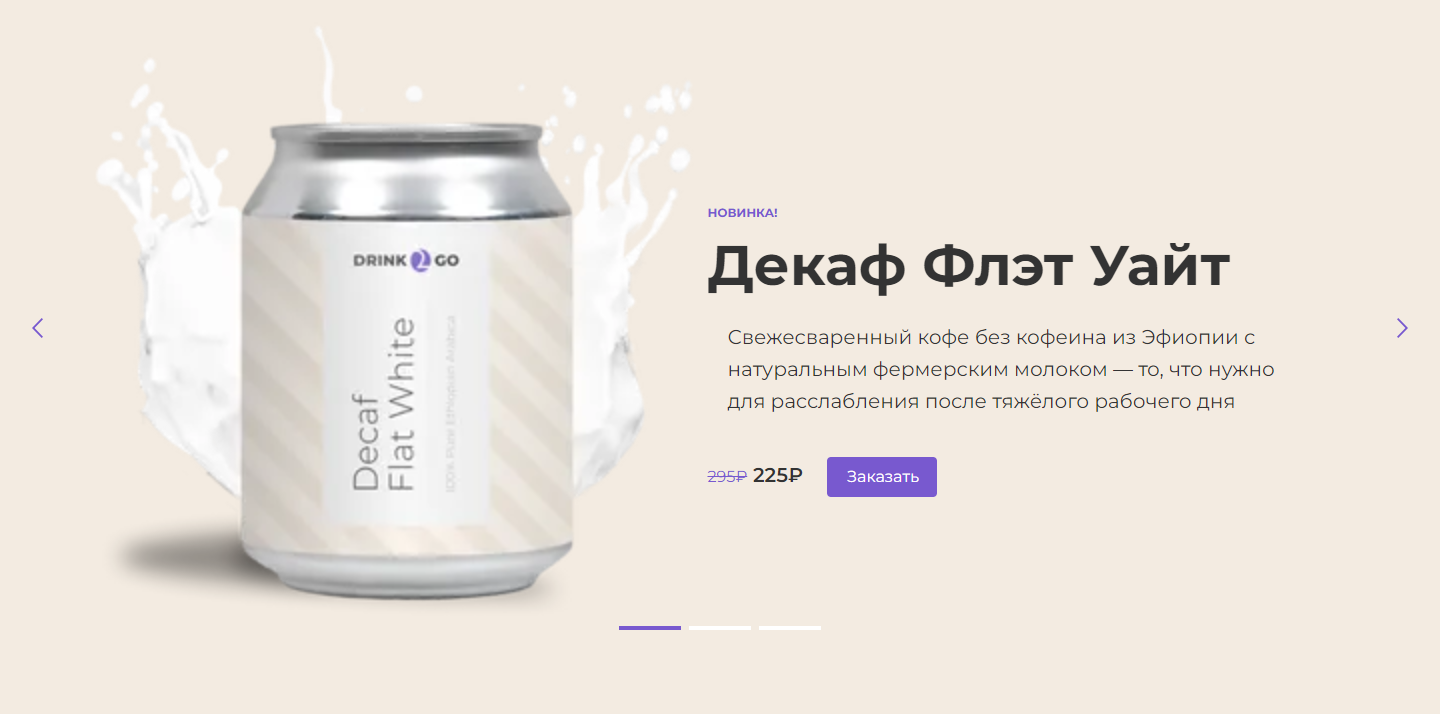 DRINK 2 GO
Decaf
Flat White
100% Pure Ethiopian Arabica
НОВИНКА!
Декаф Флэт Уайт
Свежесваренный кофе без кофеина из Эфиопии с
натуральным фермерским молоком — то, что нужно
для расслабления после тяжёлого рабочего дня
295₽ 225₽ Заказать